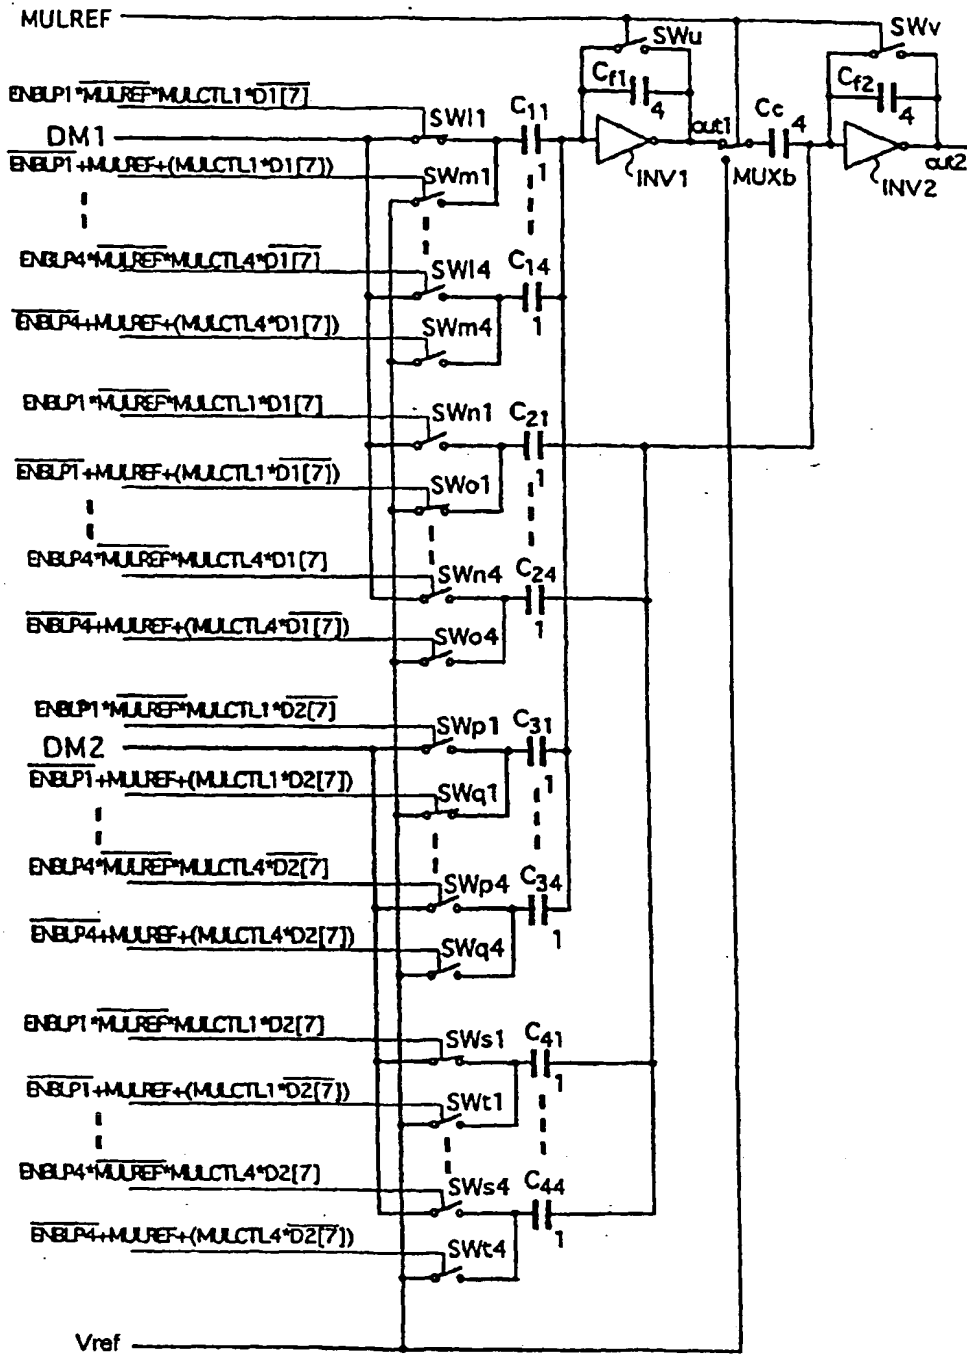 MULREF
SWu
SWv
Cf1
4
Cf2
4
ENBLP1*MULREF*MULCTL1*D1[7]
DM1
SWl1
C11
1
INV1
out1
MUXb
Cc
4
INV2
out2
ENBLP1+MULREF+(MULCTL1*D1[7])
SWm1
ENBLP4*MULREF*MULCTL4*D1[7]
SWl4
C14
1
ENBLP4+MULREF+(MULCTL4*D1[7])
SWm4
ENBLP1*MULREF*MULCTL1*D1[7]
SWn1
C21
1
ENBLP1+MULREF+(MULCTL1*D1[7])
SWo1
ENBLP4*MULREF*MULCTL4*D1[7]
SWn4
C24
1
ENBLP4+MULREF+(MULCTL4*D1[7])
SWo4
ENBLP1*MULREF*MULCTL1*D2[7]
DM2
SWp1
C31
1
ENBLP1+MULREF+(MULCTL1*D2[7])
SWq1
ENBLP4*MULREF*MULCTL4*D2[7]
SWp4
C34
1
ENBLP4+MULREF+(MULCTL4*D2[7])
SWq4
ENBLP1*MULREF*MULCTL1*D2[7]
SWs1
C41
1
ENBLP1+MULREF+(MULCTL1*D2[7])
SWt1
ENBLP4*MULREF*MULCTL4*D2[7]
SWs4
C44
1
ENBLP4+MULREF+(MULCTL4*D2[7])
SWt4
Vref